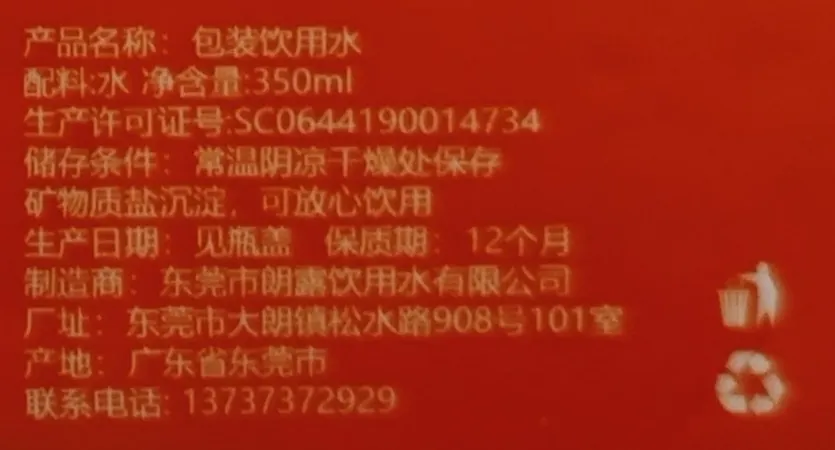 产品名称：包装饮用水
配料:水 净含量:350ml
生产许可证号:SC0644190014734
储存条件：常温阴凉干燥处保存
矿物质盐沉淀，可放心饮用
生产日期：见瓶盖 保质期：12个月
制造商：东莞市朗露饮用水有限公司
厂址：东莞市大朗镇松水路908号101室
产地：广东省东莞市
联系电话: 13737372929